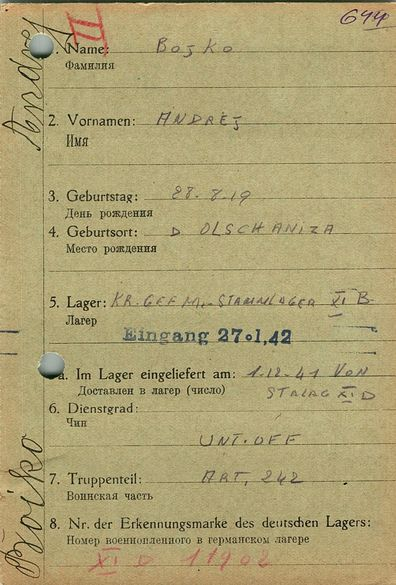 644
II
Andrej
Boiko
1. Name: Bojko
Фамилия
2. Vornamen: ANDREJ
Имя
3. Geburtstag: 28.8.19
День рождения
4. Geburtsort: D OLSCHANIZA
Место рождения
5. Lager: KR. GEF M.-STAMMLAGER XI B
Лагер
Eingang 27.1.42
a. Im Lager eingeliefert am: 1.12-41 VON
Доставлен в лагер (число) STALAG XI D
6. Dienstgrad:
Чин
UNT.OFF
7. Truppenteil: ART, 242
Воинская часть
8. Nr. der Erkennungsmarke des deutschen Lagers:
Номер военнопленного в германском лагере
XI D 11902